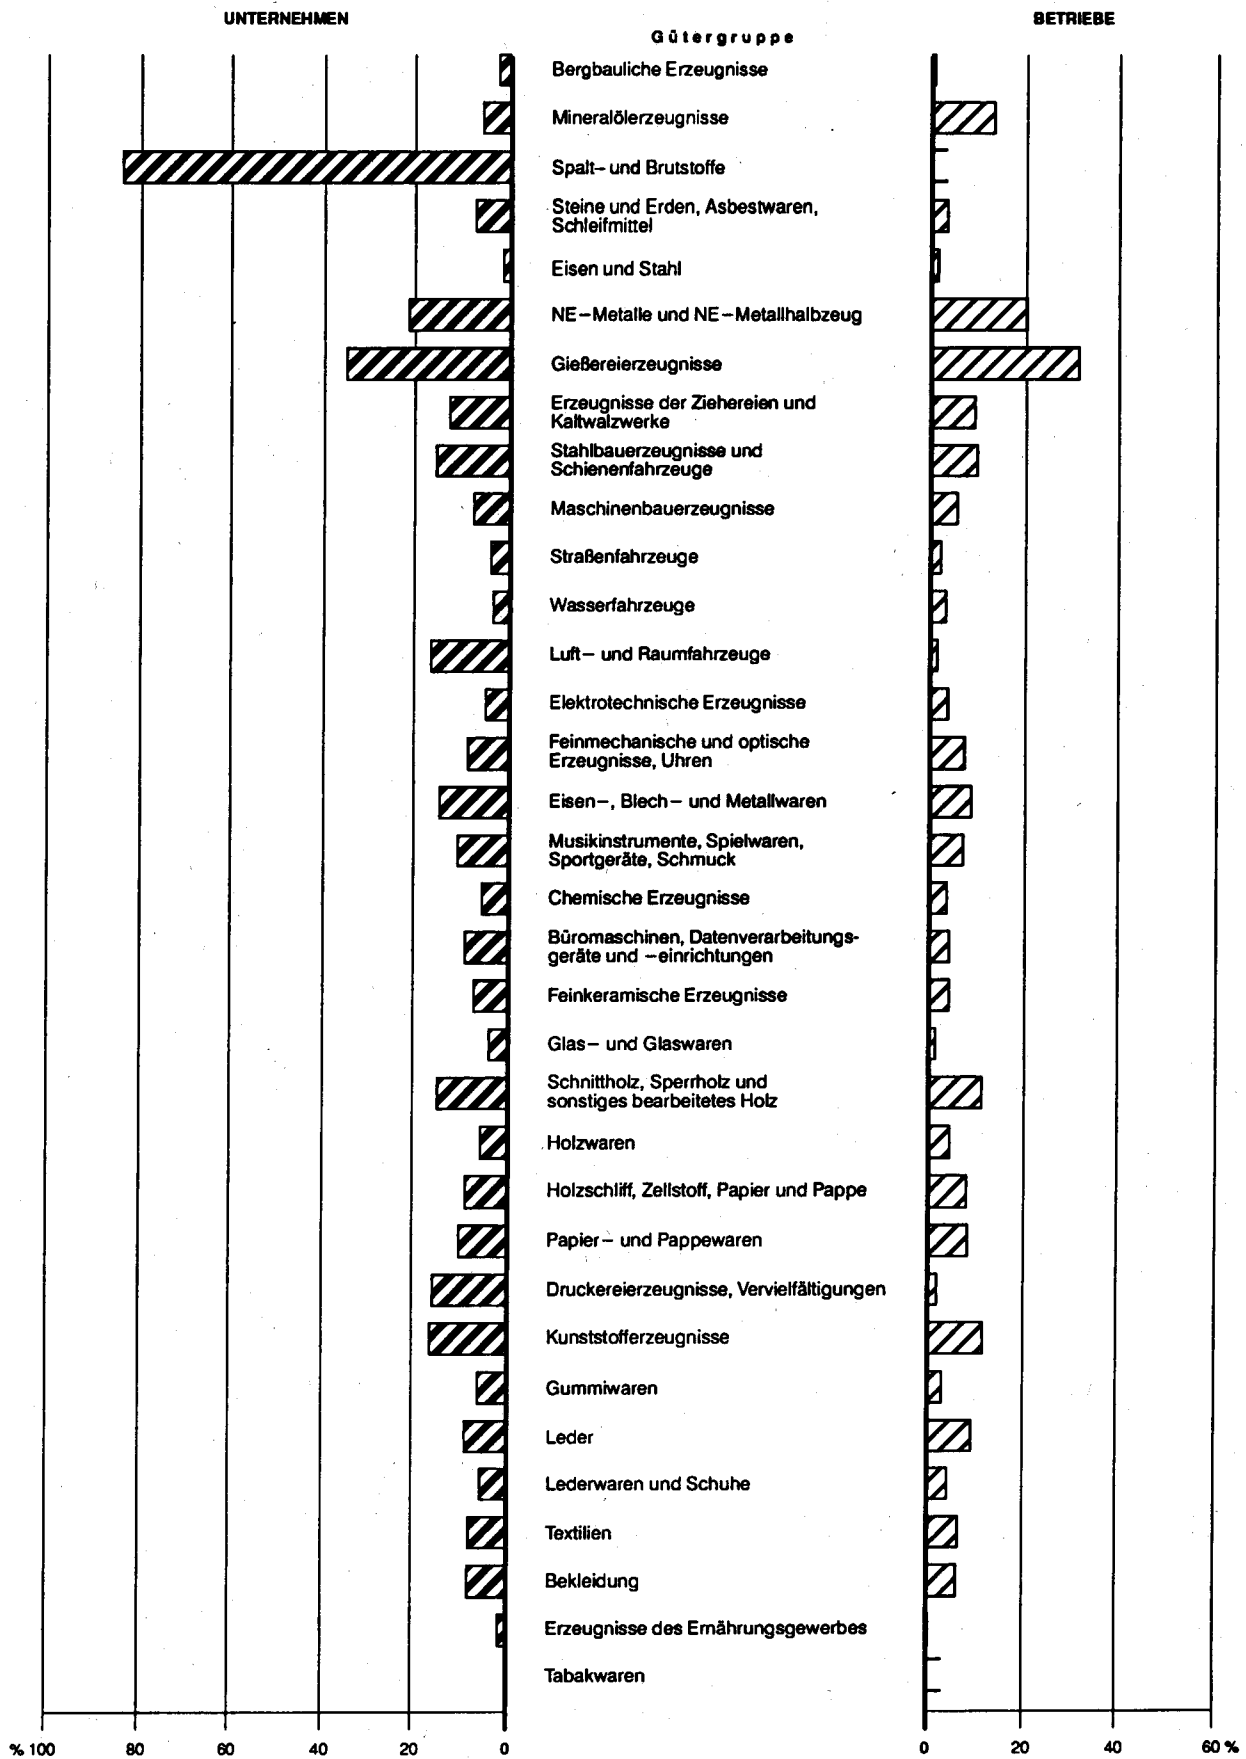 UNTERNEHMEN
BETRIEBE
Gütergruppe
Bergbauliche Erzeugnisse
Mineralölerzeugnisse
Spalt- und Brutstoffe
Steine und Erden, Asbestwaren,
Schleifmittel
Eisen und Stahl
NE-Metalle und NE-Metallhalbzeug
Gießereierzeugnisse
Erzeugnisse der Ziehereien und
Kaltwalzwerke
Stahlbauerzeugnisse und
Schienenfahrzeuge
Maschinenbauerzeugnisse
Straßenfahrzeuge
Wasserfahrzeuge
Luft- und Raumfahrzeuge
Elektrotechnische Erzeugnisse
Feinmechanische und optische
Erzeugnisse, Uhren
Eisen-, Blech- und Metallwaren
Musikinstrumente, Spielwaren,
Sportgeräte, Schmuck
Chemische Erzeugnisse
Büromaschinen, Datenverarbeitungs-
geräte und -einrichtungen
Feinkeramische Erzeugnisse
Glas- und Glaswaren
Schnittholz, Sperrholz und
sonstiges bearbeitetes Holz
Holzwaren
Holzschliff, Zellstoff, Papier und Pappe
Papier- und Pappewaren
Druckereierzeugnisse, Vervielfältigungen
Kunststofferzeugnisse
Gummiwaren
Leder
Lederwaren und Schuhe
Textilien
Bekleidung
Erzeugnisse des Ernährungsgewerbes
Tabakwaren
% 100 80 60 40 20 0
0 20 40 60 %